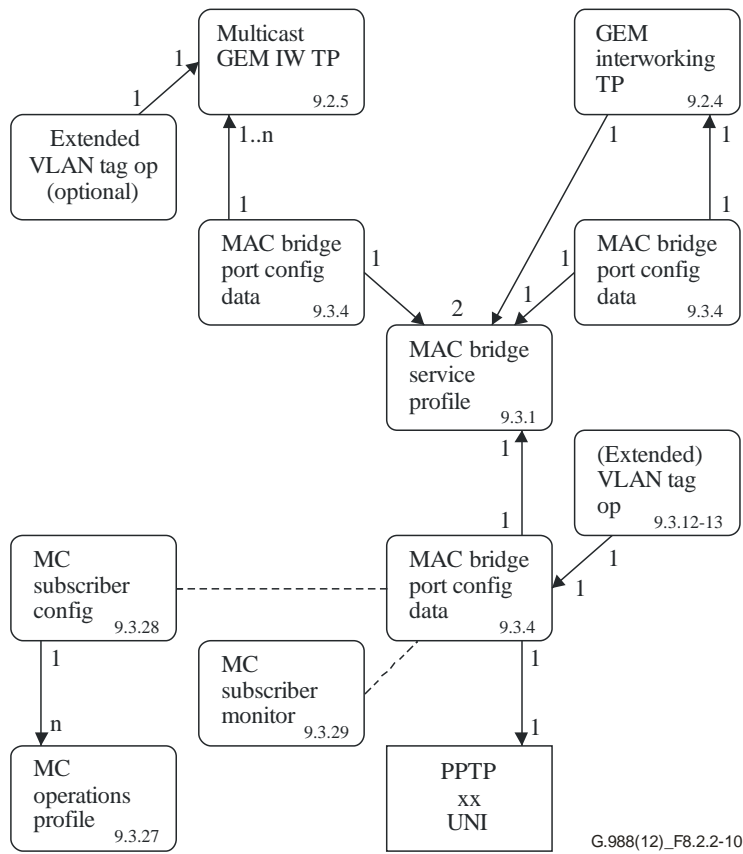 Multicast
GEM IW TP
9.2.5
GEM
interworking
TP
9.2.4
1
1
Extended
VLAN tag op
(optional)
1..n
1
1
1
1
MAC bridge
port config
data
9.3.4
1
1
1
MAC bridge
port config
data
9.3.4
2
MAC bridge
service
profile
9.3.1
1
1
(Extended)
VLAN tag
op
9.3.12-13
1
1
MC
subscriber
config
9.3.28
MAC bridge
port config
data
9.3.4
1
n
MC
subscriber
monitor
9.3.29
1
1
MC
operations
profile
9.3.27
PPTP
xx
UNI
G.988(12)_F8.2.2-10